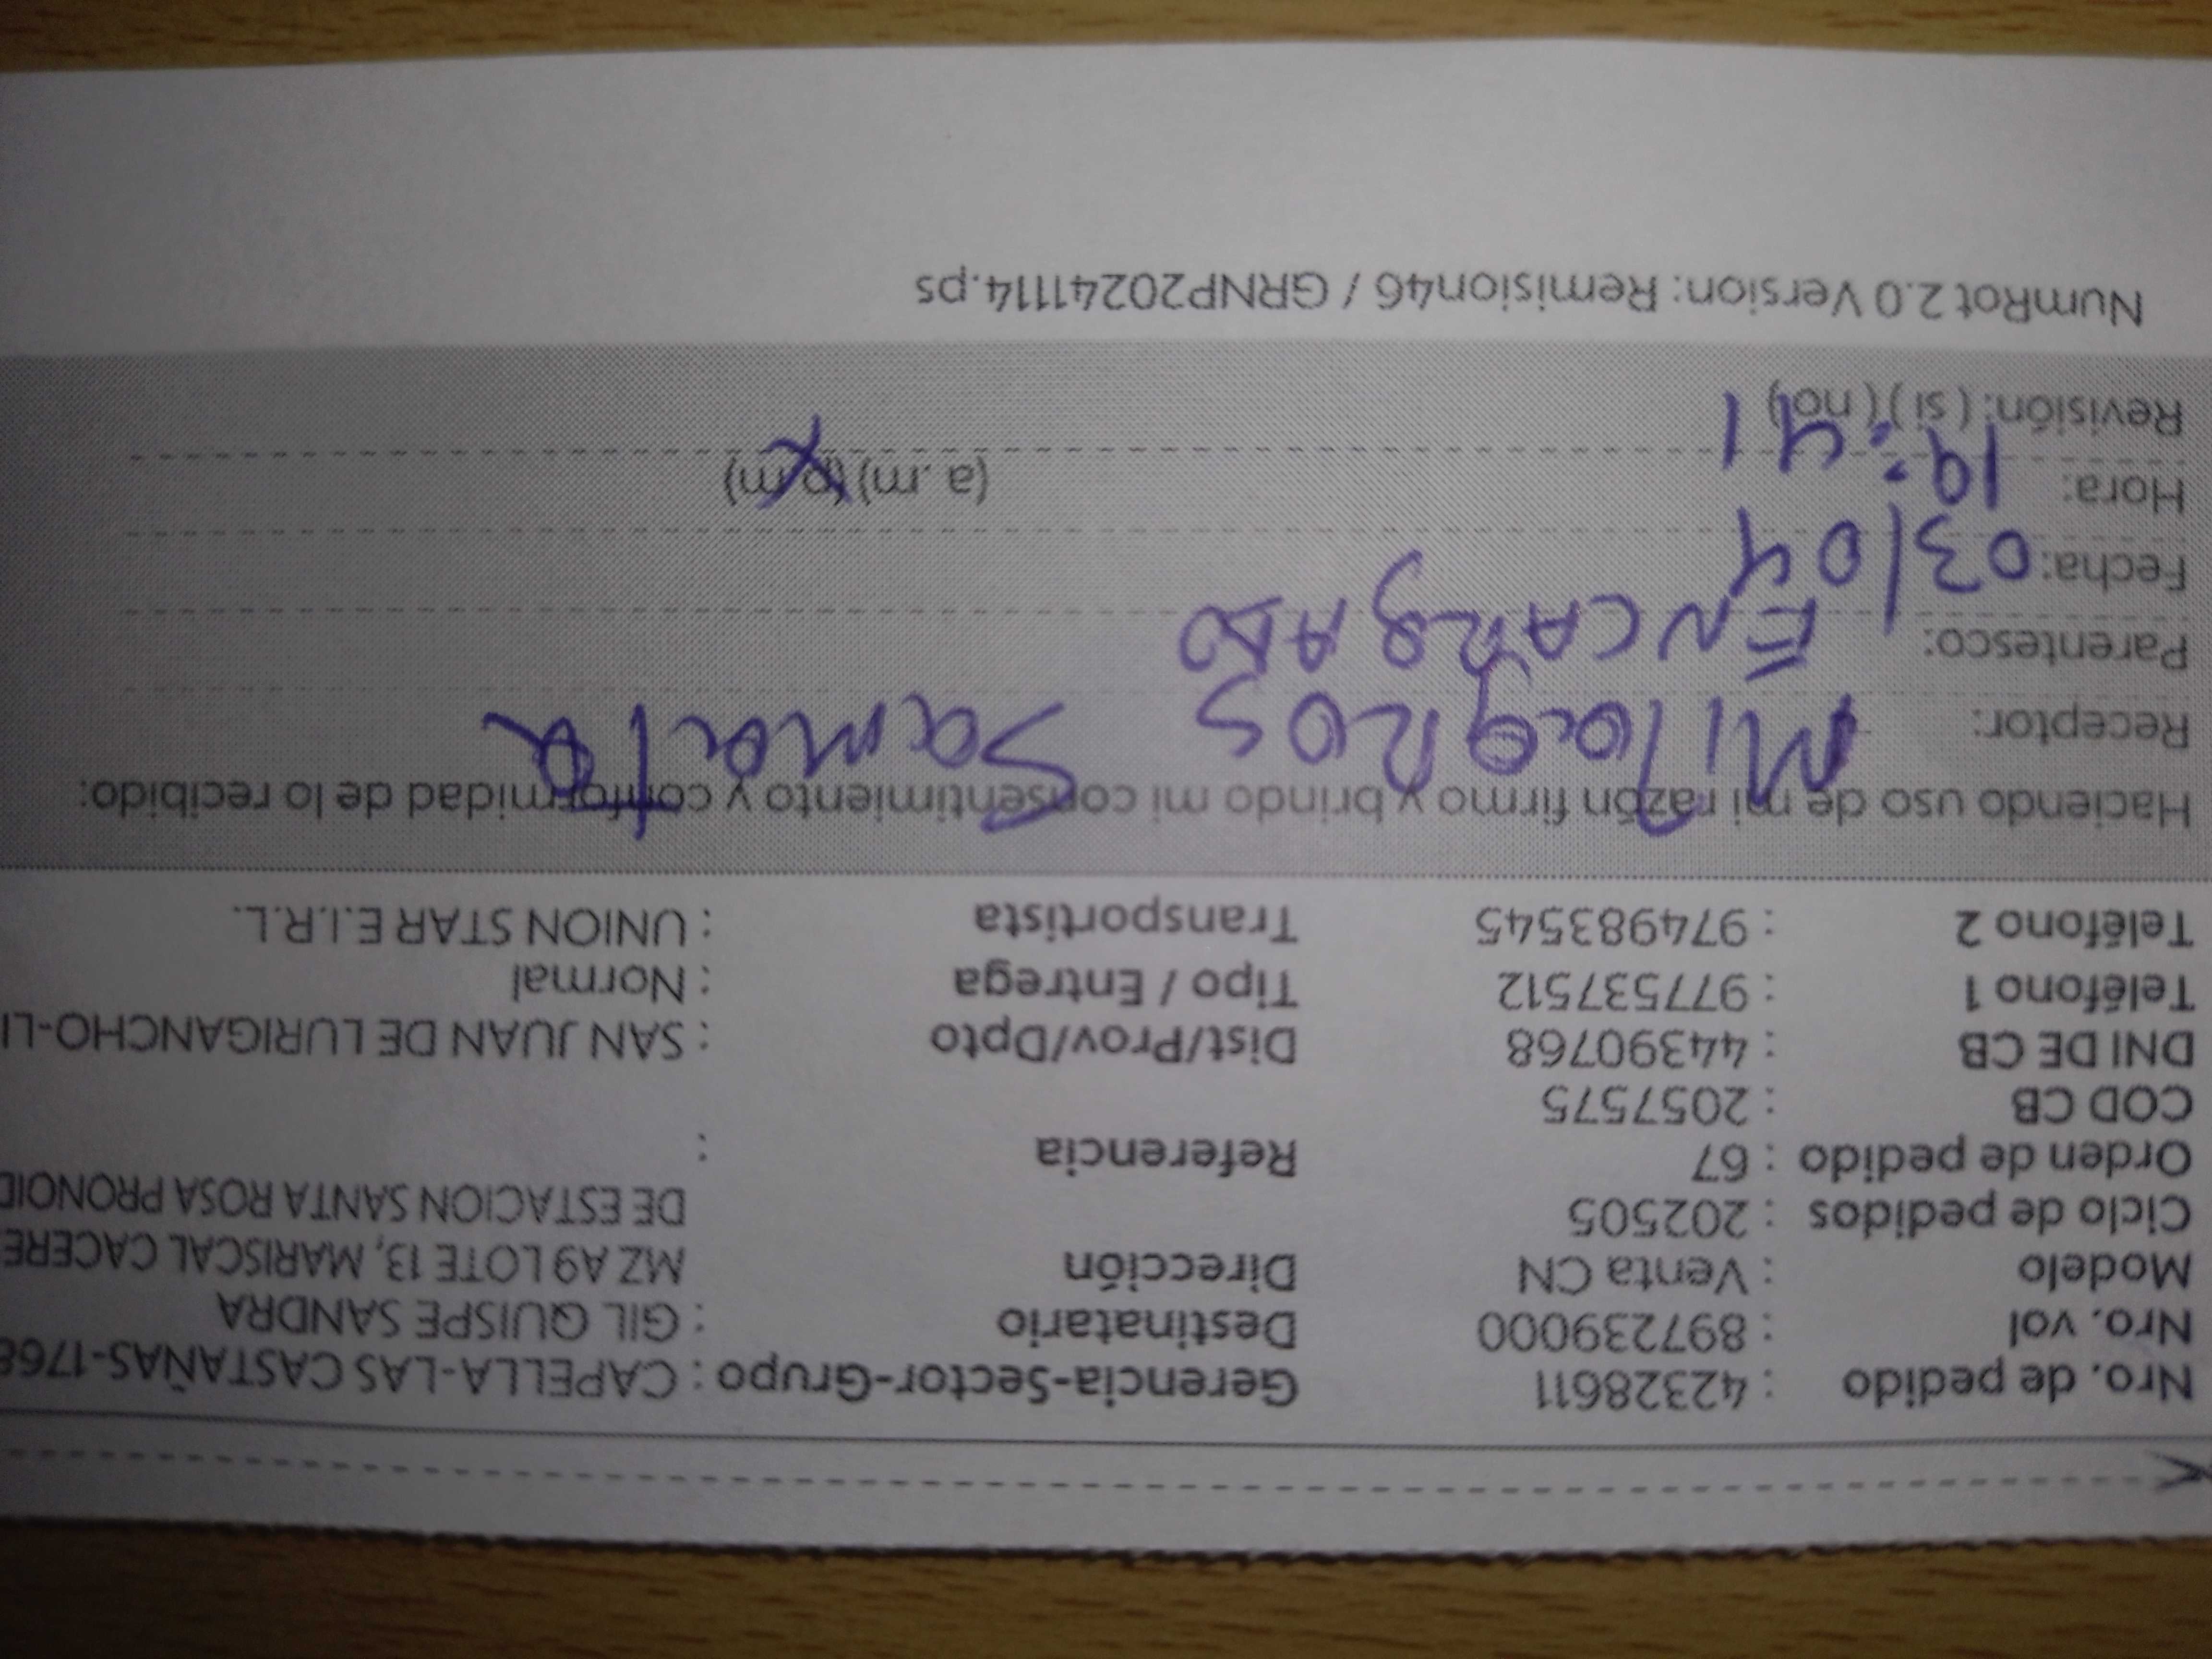 Nro. de pedido : 42328611 Gerencia-Sector-Grupo : CAPELLA-LAS CASTAÑAS-1768
Nro. vol : 897239000 Destinatario : GIL QUISPE SANDRA
Modelo : Venta CN Dirección MZ A9 LOTE 13, MARISCAL CACERE
Ciclo de pedidos : 202505 DE ESTACION SANTA ROSA PRONOI
Orden de pedido : 67 Referencia :
COD CB : 2057575
DNI DE CB : 44390768 Dist/Prov/Dpto : SAN JUAN DE LURIGANCHO-LI
Teléfono 1 : 977537512 Tipo / Entrega : Normal
Teléfono 2 : 974983545 Transportista : UNION STAR E.I.R.L.
Haciendo uso de mi razón firmo y brindo mi consentimiento y conformidad de lo recibido:
Receptor: Milagros
Parentesco: ENCARGADO
Fecha: 03/04
Hora: 19:41 (a.m) (p.m)
Revisión: (si) (no)
NumRot 2.0 Version: Remision46 / GRNP202411114.ps